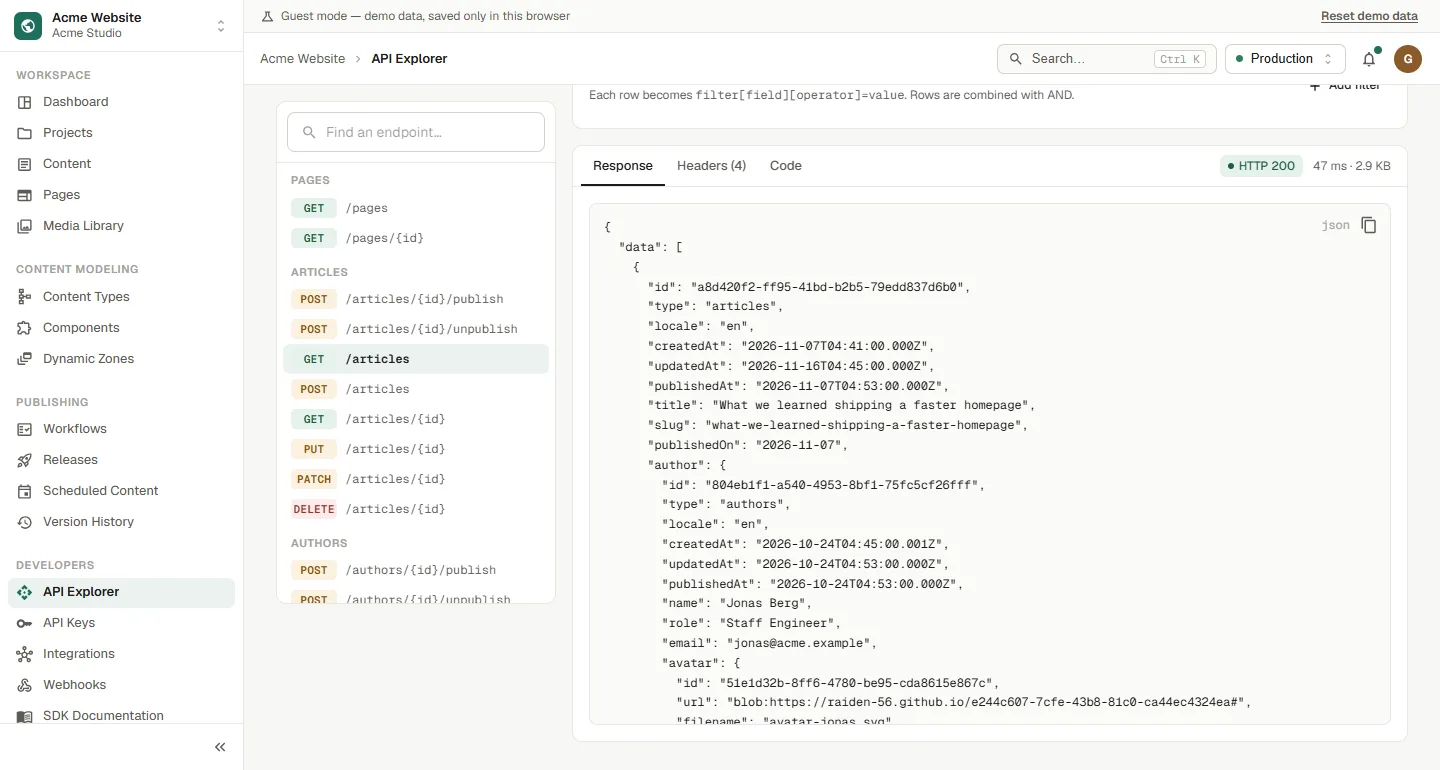 Acme Website
Acme Studio
WORKSPACE
Dashboard
Projects
Content
Pages
Media Library
CONTENT MODELING
Content Types
Components
Dynamic Zones
PUBLISHING
Workflows
Releases
Scheduled Content
Version History
DEVELOPERS
API Explorer
API Keys
Integrations
Webhooks
SDK Documentation
Guest mode — demo data, saved only in this browser
Reset demo data
Acme Website › API Explorer
Search...
Ctrl K
Production
G
Find an endpoint...
PAGES
GET /pages
GET /pages/{id}
ARTICLES
POST /articles/{id}/publish
POST /articles/{id}/unpublish
GET /articles
POST /articles
GET /articles/{id}
PUT /articles/{id}
PATCH /articles/{id}
DELETE /articles/{id}
AUTHORS
POST /authors/{id}/publish
POST /authors/{id}/unpublish
Add filter
Each row becomes filter[field][operator]=value. Rows are combined with AND.
Response
Headers (4)
Code
HTTP 200
47 ms · 2.9 KB
json
{
"data": [
{
"id": "a8d420f2-ff95-41bd-b2b5-79edd837d6b0",
"type": "articles",
"locale": "en",
"createdAt": "2026-11-07T04:41:00.000Z",
"updatedAt": "2026-11-16T04:45:00.000Z",
"publishedAt": "2026-11-07T04:53:00.000Z",
"title": "What we learned shipping a faster homepage",
"slug": "what-we-learned-shipping-a-faster-homepage",
"publishedOn": "2026-11-07",
"author": {
"id": "804eb1f1-a540-4953-8bf1-75fc5cf26fff",
"type": "authors",
"locale": "en",
"createdAt": "2026-10-24T04:45:00.001Z",
"updatedAt": "2026-10-24T04:53:00.000Z",
"publishedAt": "2026-10-24T04:53:00.000Z",
"name": "Jonas Berg",
"role": "Staff Engineer",
"email": "jonas@acme.example",
"avatar": {
"id": "51e1d32b-8ff6-4780-be95-cda8615e867c",
"url": "blob:https://raiden-56.github.io/e244c607-7cfe-43b8-81c0-ca44ec4324ea#",
"filename": "avatar-jonas.svg"